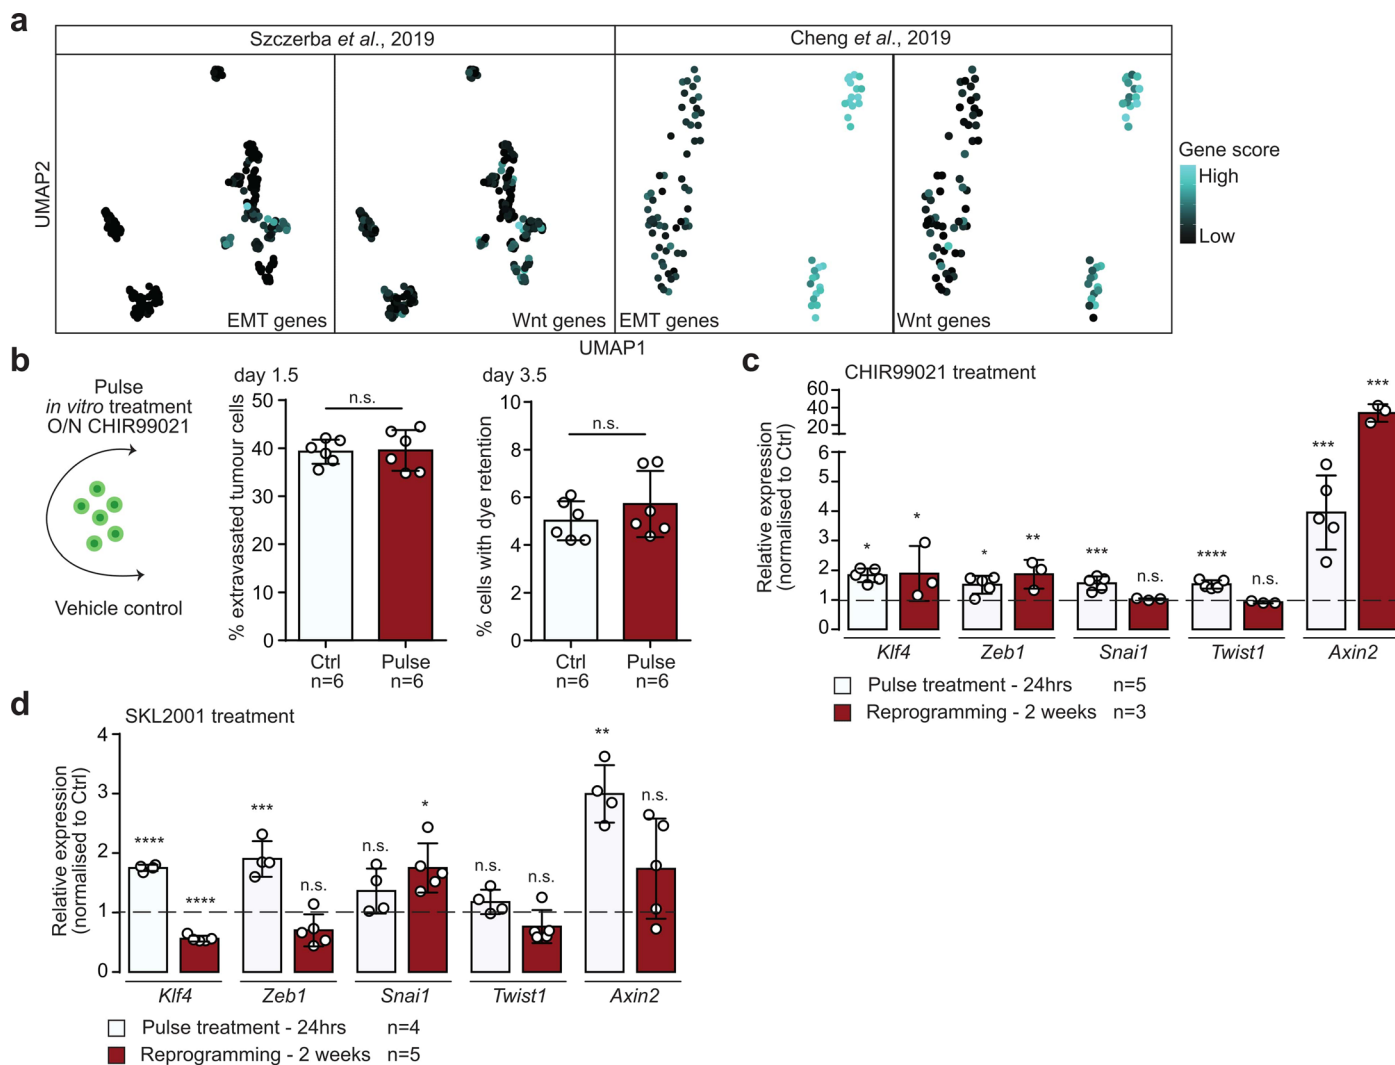 a
Szczerba et al., 2019
Cheng et al., 2019
UMAP2
EMT genes
Wnt genes
EMT genes
Wnt genes
UMAP1
Gene score
High
Low
b
Pulse
in vitro treatment
O/N CHIR99021
Vehicle control
day 1.5
% extravasated tumour cells
50
40
30
20
10
0
n.s.
Ctrl
n=6
Pulse
n=6
day 3.5
% cells with dye retention
10
8
6
4
2
0
n.s.
Ctrl
n=6
Pulse
n=6
c
CHIR99021 treatment
Relative expression
(normalised to Ctrl)
60
40
20
6
4
2
1
0
* * * ** *** n.s. **** n.s. *** ***
Klf4 Zeb1 Snai1 Twist1 Axin2
Pulse treatment - 24hrs n=5
Reprogramming - 2 weeks n=3
d
SKL2001 treatment
Relative expression
(normalised to Ctrl)
4
3
2
1
0
**** **** *** n.s. n.s. * n.s. n.s. ** n.s.
Klf4 Zeb1 Snai1 Twist1 Axin2
Pulse treatment - 24hrs n=4
Reprogramming - 2 weeks n=5